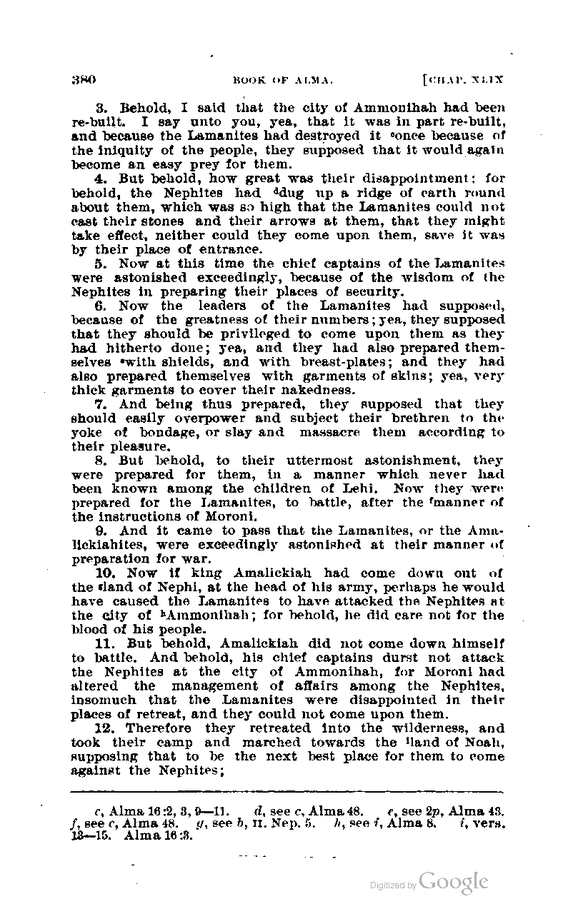 380 BOOK OF ALMA. [CHAP. XLIX
3. Behold, I said that the city of Ammonihah had been
re-built. I say unto you, yea, that it was in part re-built,
and because the Lamanites had destroyed it ᶜonce because of
the iniquity of the people, they supposed that it would again
become an easy prey for them.
4. But behold, how great was their disappointment; for
behold, the Nephites had ᵈdug up a ridge of earth round
about them, which was so high that the Lamanites could not
cast their stones and their arrows at them, that they might
take effect, neither could they come upon them, save it was
by their place of entrance.
5. Now at this time the chief captains of the Lamanites
were astonished exceedingly, because of the wisdom of the
Nephites in preparing their places of security.
6. Now the leaders of the Lamanites had supposed,
because of the greatness of their numbers; yea, they supposed
that they should be privileged to come upon them as they
had hitherto done; yea, and they had also prepared them-
selves ᵉwith shields, and with breast-plates; and they had
also prepared themselves with garments of skins; yea, very
thick garments to cover their nakedness.
7. And being thus prepared, they supposed that they
should easily overpower and subject their brethren to the
yoke of bondage, or slay and massacre them according to
their pleasure.
8. But behold, to their uttermost astonishment, they
were prepared for them, in a manner which never had
been known among the children of Lehi. Now they were
prepared for the Lamanites, to battle, after the ᶠmanner of
the instructions of Moroni.
9. And it came to pass that the Lamanites, or the Ama-
lickiahites, were exceedingly astonished at their manner of
preparation for war.
10. Now if king Amalickiah had come down out of
the ᵍland of Nephi, at the head of his army, perhaps he would
have caused the Lamanites to have attacked the Nephites at
the city of ʰAmmonihah; for behold, he did care not for the
blood of his people.
11. But behold, Amalickiah did not come down himself
to battle. And behold, his chief captains durst not attack
the Nephites at the city of Ammonihah, for Moroni had
altered the management of affairs among the Nephites,
insomuch that the Lamanites were disappointed in their
places of retreat, and they could not come upon them.
12. Therefore they retreated into the wilderness, and
took their camp and marched towards the ⁱland of Noah,
supposing that to be the next best place for them to come
against the Nephites;
c, Alma 16:2, 3, 9—11. d, see c, Alma 48. e, see 2p, Alma 43.
f, see c, Alma 48. g, see b, II. Nep. 5. h, see i, Alma 8. i, vers.
13—15. Alma 16:3.
Digitized by Google